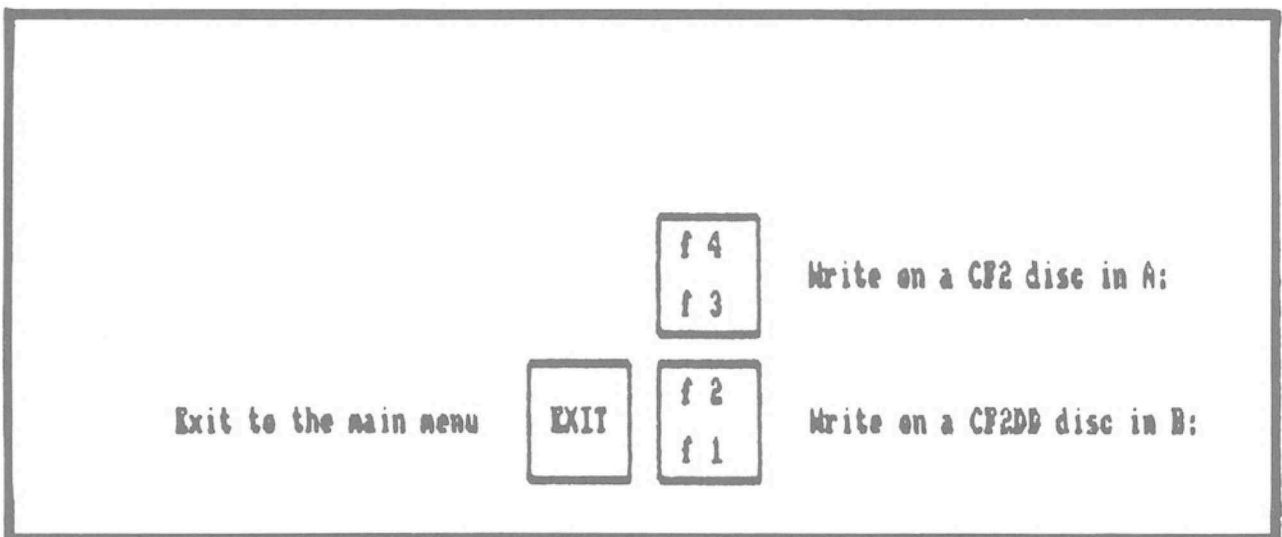 f 4
Write on a CF2 disc in A:
f 3
f 2
Exit to the main menu EXIT Write on a CF2DD disc in B:
f 1